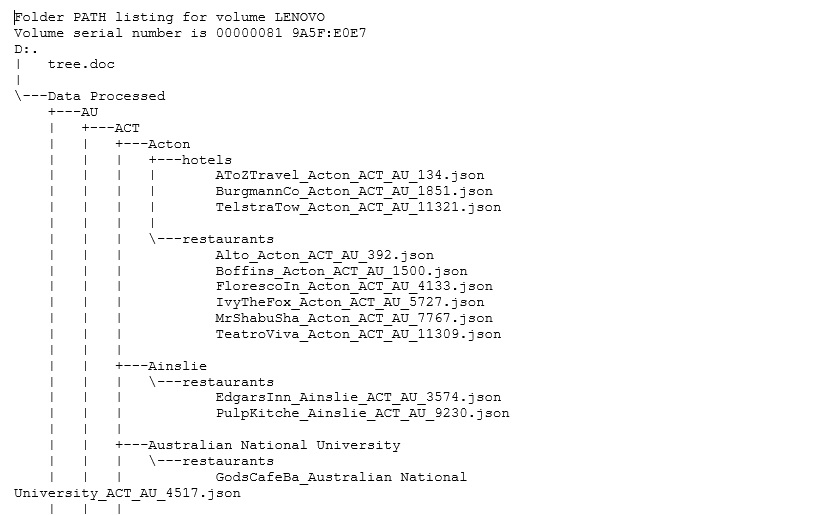 Folder PATH listing for volume LENOVO
Volume serial number is 00000081 9A5F:E0E7
D:.
|   tree.doc
|
\---Data Processed
    +---AU
    |   +---ACT
    |   |   +---Acton
    |   |   |   +---hotels
    |   |   |   |       AToZTravel_Acton_ACT_AU_134.json
    |   |   |   |       BurgmannCo_Acton_ACT_AU_1851.json
    |   |   |   |       TelstraTow_Acton_ACT_AU_11321.json
    |   |   |   |
    |   |   |   \---restaurants
    |   |   |           Alto_Acton_ACT_AU_392.json
    |   |   |           Boffins_Acton_ACT_AU_1500.json
    |   |   |           FlorescoIn_Acton_ACT_AU_4133.json
    |   |   |           IvyTheFox_Acton_ACT_AU_5727.json
    |   |   |           MrShabuSha_Acton_ACT_AU_7767.json
    |   |   |           TeatroViva_Acton_ACT_AU_11309.json
    |   |   |
    |   |   +---Ainslie
    |   |   |   \---restaurants
    |   |   |           EdgarsInn_Ainslie_ACT_AU_3574.json
    |   |   |           PulpKitche_Ainslie_ACT_AU_9230.json
    |   |   |
    |   |   +---Australian National University
    |   |   |   \---restaurants
    |   |   |           GodsCafeBa_Australian National
University_ACT_AU_4517.json
    |   |   |